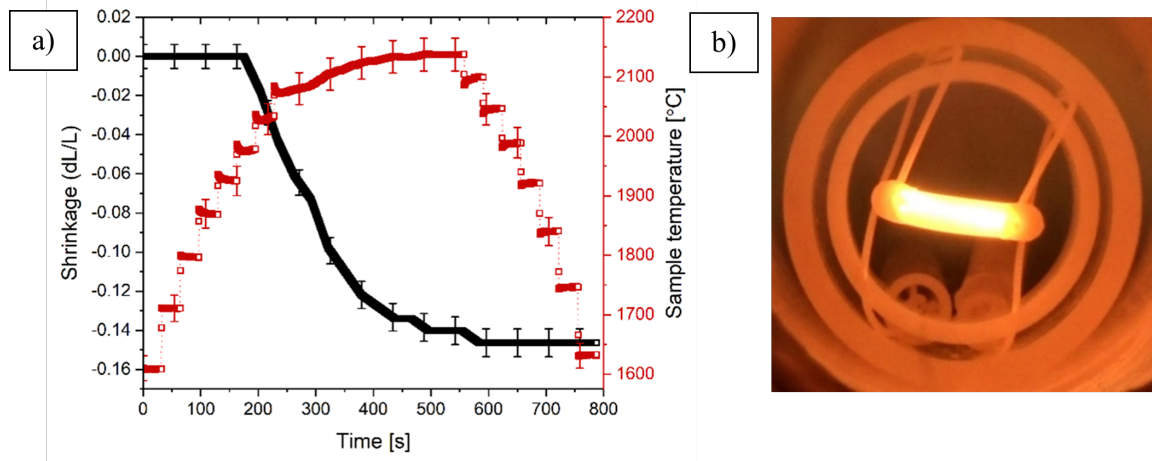 a)
b)
0.02
0.00
-0.02
-0.04
-0.06
-0.08
-0.10
-0.12
-0.14
-0.16
Shrinkage (dL/L)
2200
2100
2000
1900
1800
1700
1600
Sample temperature [°C]
0 100 200 300 400 500 600 700 800
Time [s]